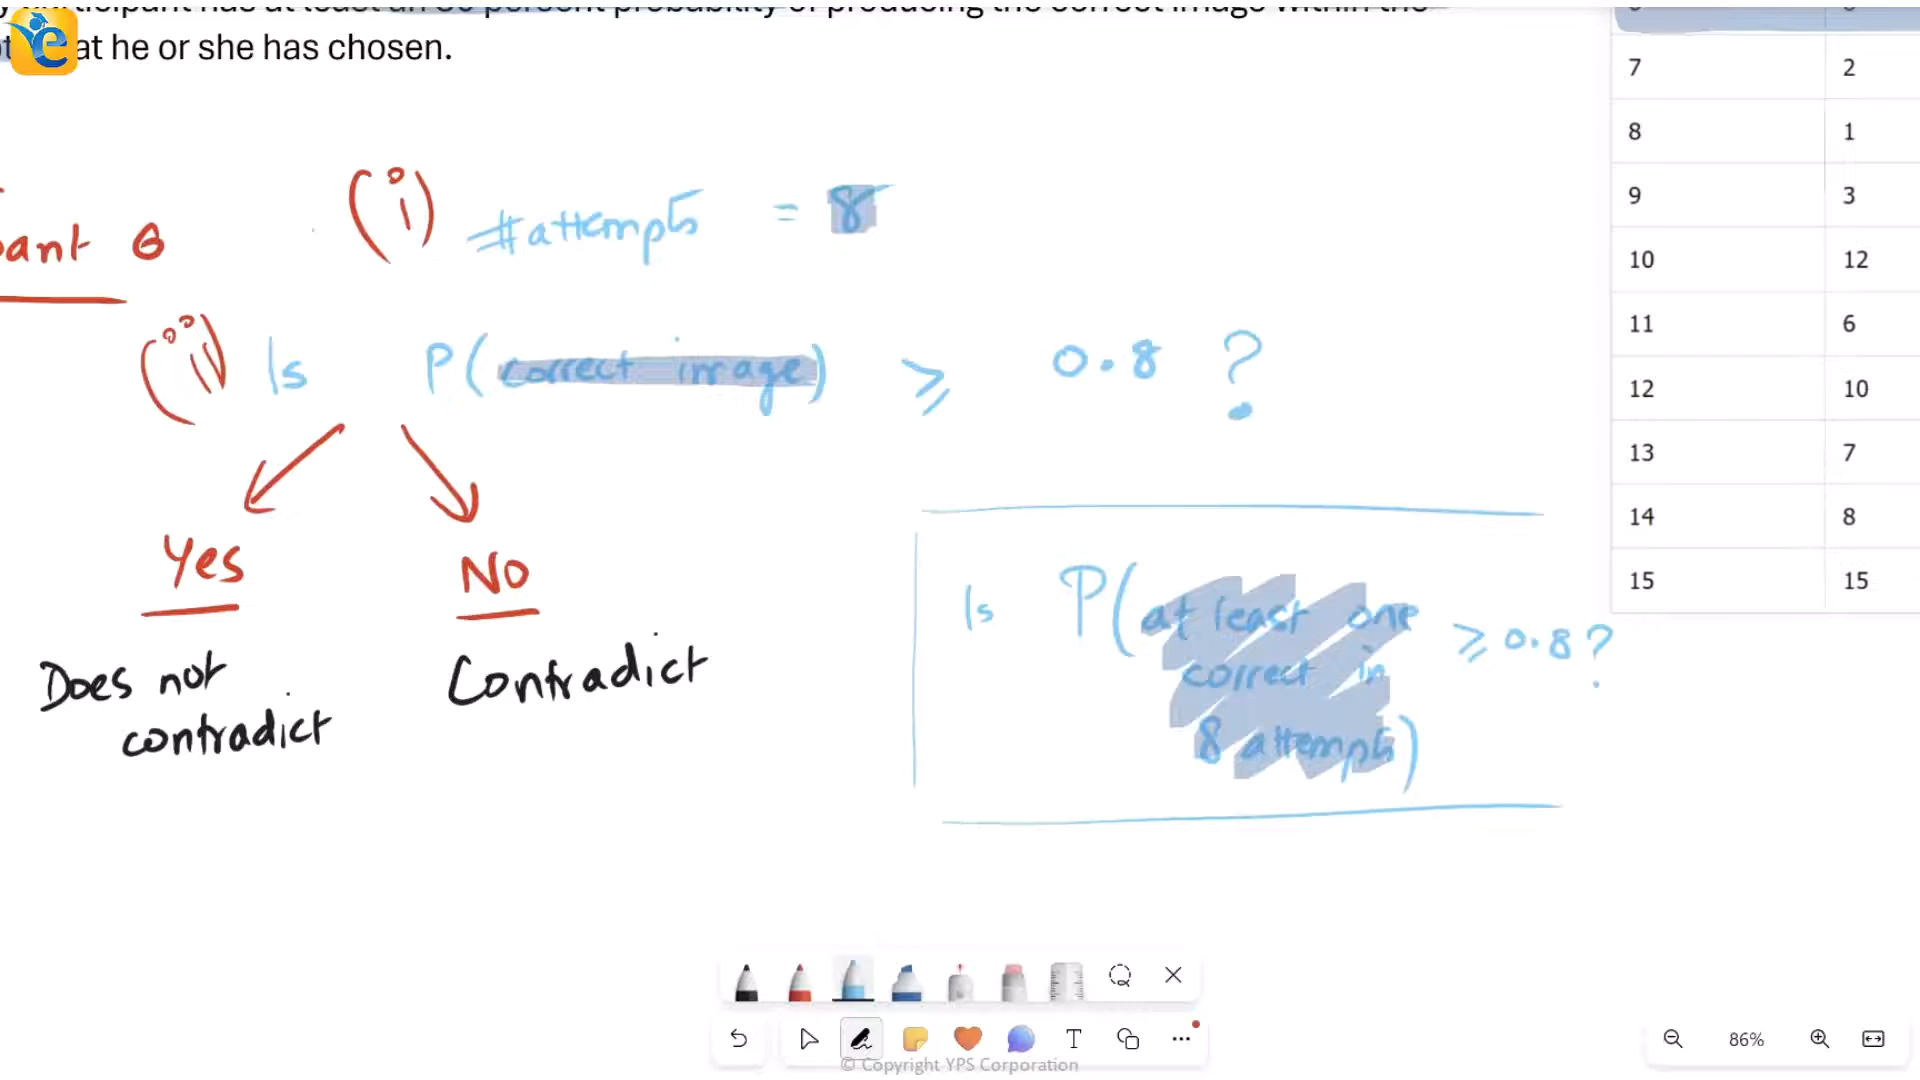 at he or she has chosen.
7 2
8 1
9 3
10 12
11 6
12 10
13 7
14 8
15 15
ant 6
(i) #attempts = 8
(ii) Is P(correct image) ≥ 0.8 ?
Yes
No
Does not
contradict
Contradict
Is P(at least one
correct in
8 attempts) ≥ 0.8?
T
86%
© Copyright YPS Corporation